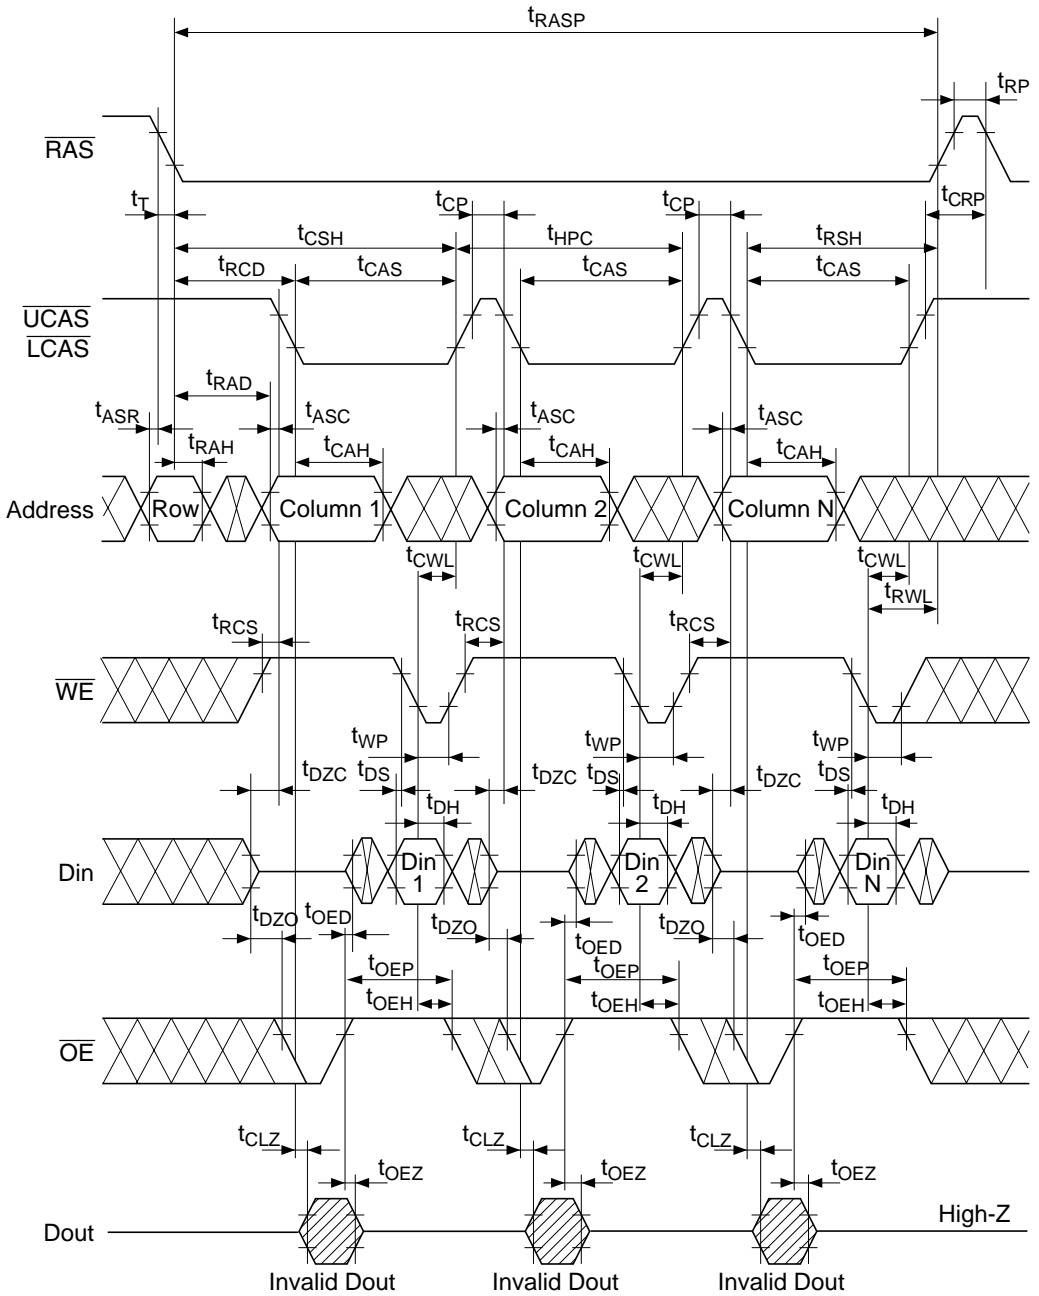 tRASP
tRP
RAS
tT
tCP
tCP
tCRP
tCSH
tHPC
tRSH
tRCD
tCAS
tCAS
tCAS
UCAS
LCAS
tRAD
tASR
tASC
tASC
tASC
tRAH
tCAH
tCAH
tCAH
Address
Row
Column 1
Column 2
Column N
tCWL
tCWL
tCWL
tRWL
tRCS
tRCS
tRCS
WE
tWP
tWP
tWP
tDZC
tDS
tDZC
tDS
tDZC
tDS
tDH
tDH
tDH
Din
Din
1
Din
2
Din
N
tDZO
tOED
tDZO
tOED
tDZO
tOED
tOEP
tOEP
tOEP
tOEH
tOEH
tOEH
OE
tCLZ
tCLZ
tCLZ
tOEZ
tOEZ
tOEZ
Dout
High-Z
Invalid Dout
Invalid Dout
Invalid Dout